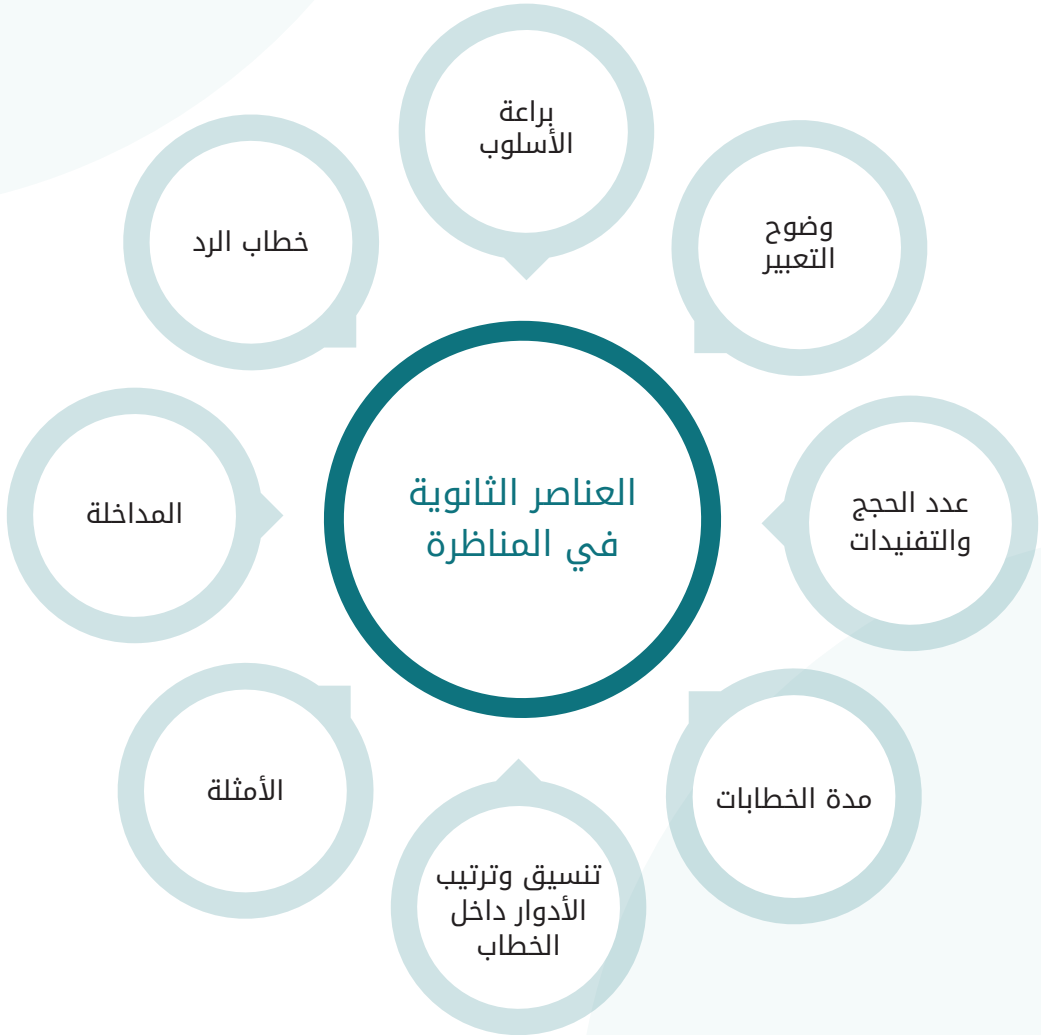 براعة
الأسلوب
وضوح
التعبير
خطاب الرد
العناصر الثانوية
في المناظرة
عدد الحجج
والتفنيدات
المداخلة
مدة الخطابات
الأمثلة
تنسيق وترتيب
الأدوار داخل
الخطاب